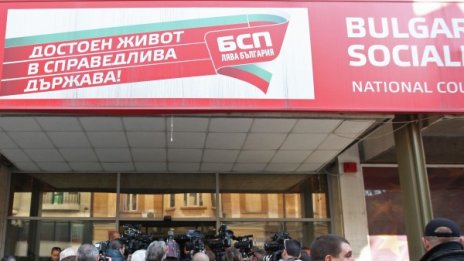 ДОСТОЕН ЖИВОТ
В СПРАВЕДЛИВА
ДЪРЖАВА!
БСП
ЛЯВА БЪЛГАРИЯ
BULGAR
SOCIALI
NATIONAL COU